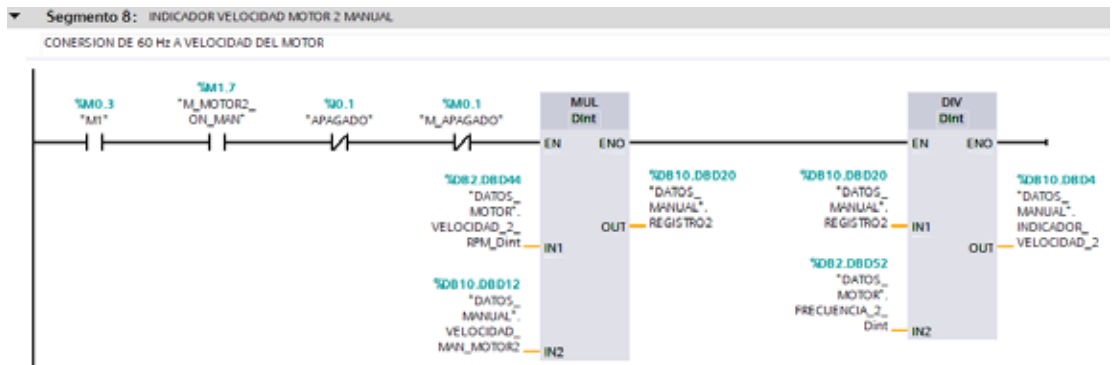 Segmento 8: INDICADOR VELOCIDAD MOTOR 2 MANUAL
CONERSION DE 60 Hz A VELOCIDAD DEL MOTOR
%M0.3
"M1"
%M1.7
"M_MOTOR2_
ON_MAN"
%I0.1
"APAGADO"
%M0.1
"M_APAGADO"
MUL
DInt
EN
ENO
%DB2.DBD44
"DATOS_
MOTOR".
VELOCIDAD_2_
RPM_Dint
IN1
%DB10.DBD12
"DATOS_
MANUAL".
VELOCIDAD_
MAN_MOTOR2
IN2
OUT
%DB10.DBD20
"DATOS_
MANUAL".
REGISTRO2
DIV
DInt
EN
ENO
%DB10.DBD20
"DATOS_
MANUAL".
REGISTRO2
IN1
%DB2.DBD52
"DATOS_
MOTOR".
FRECUENCIA_2_
Dint
IN2
OUT
%DB10.DBD4
"DATOS_
MANUAL".
INDICADOR_
VELOCIDAD_2